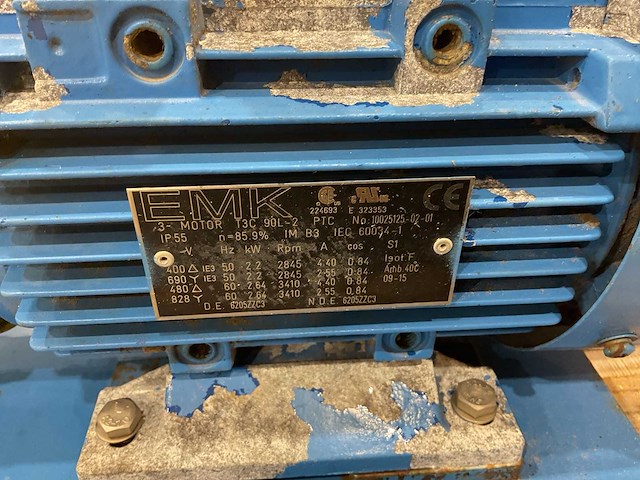 EMK
CE
224693 E 323353
3~ MOTOR T3C 90L-2 PTC No:10025125-02-01
IP55 n=85.9% IM B3 IEC 60034-1
V Hz kW Rpm A cos S1
400 Δ IE3 50 2.2 2845 4.40 0.84 Isol F
690 Y IE3 50 2.2 2845 2.55 0.84 Amb.40C
480 Δ 60 2.64 3410 4.40 0.84 09-15
828 Y 60 2.64 3410 2.55 0.84
D.E. 6205ZZC3 N.D.E. 6205ZZC3